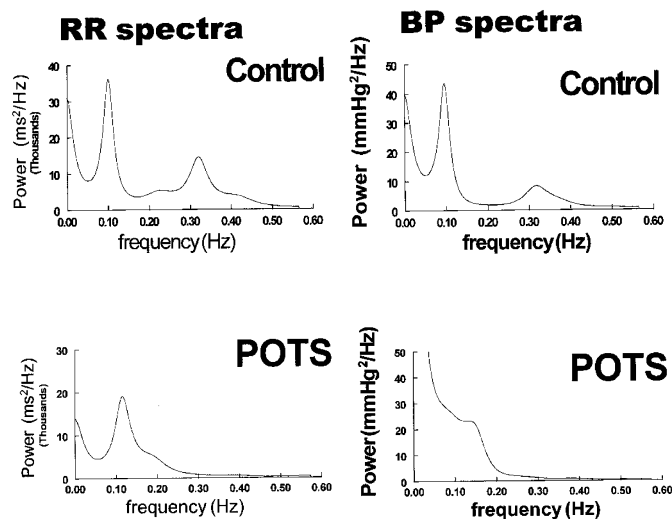 RR spectra
BP spectra
Control
Power (ms²/Hz)
(Thousands)
40
30
20
10
0
0.00 0.10 0.20 0.30 0.40 0.50 0.60
frequency(Hz)
Control
Power (mmHg²/Hz)
50
40
30
20
10
0
0.00 0.10 0.20 0.30 0.40 0.50 0.60
frequency(Hz)
POTS
Power (ms²/Hz)
(Thousands)
30
20
10
0
0.00 0.10 0.20 0.30 0.40 0.50 0.60
frequency(Hz)
POTS
Power(mmHg²/Hz)
50
40
30
20
10
0
0.00 0.10 0.20 0.30 0.40 0.50 0.60
frequency(Hz)